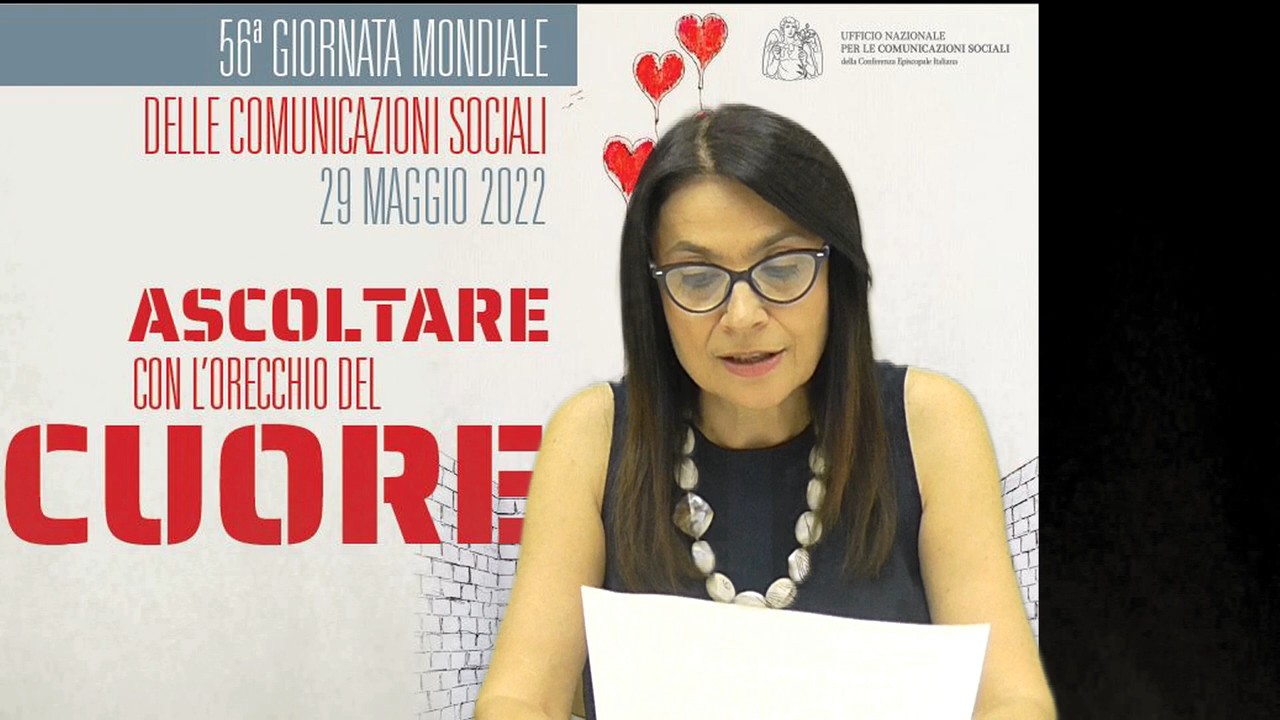 56ª GIORNATA MONDIALE
DELLE COMUNICAZIONI SOCIALI
29 MAGGIO 2022
ASCOLTARE
CON L'ORECCHIO DEL
CUORE
UFFICIO NAZIONALE
PER LE COMUNICAZIONI SOCIALI
della Conferenza Episcopale Italiana